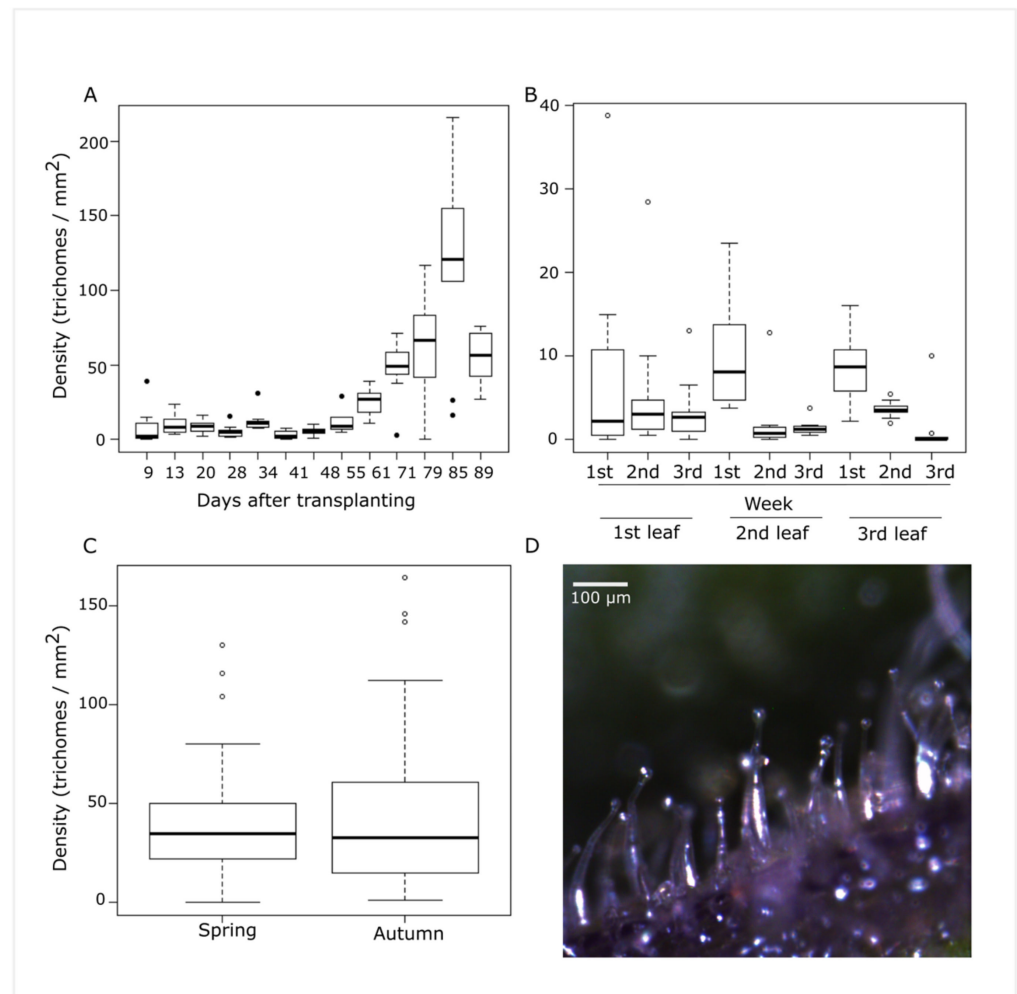 A
Density (trichomes / mm2)
200
150
100
50
0
9 13 20 28 34 41 48 55 61 71 79 85 89
Days after transplanting
B
40
30
20
10
0
1st 2nd 3rd 1st 2nd 3rd 1st 2nd 3rd
Week
1st leaf 2nd leaf 3rd leaf
C
Density (trichomes / mm2)
150
100
50
0
Spring Autumn
D
100 µm